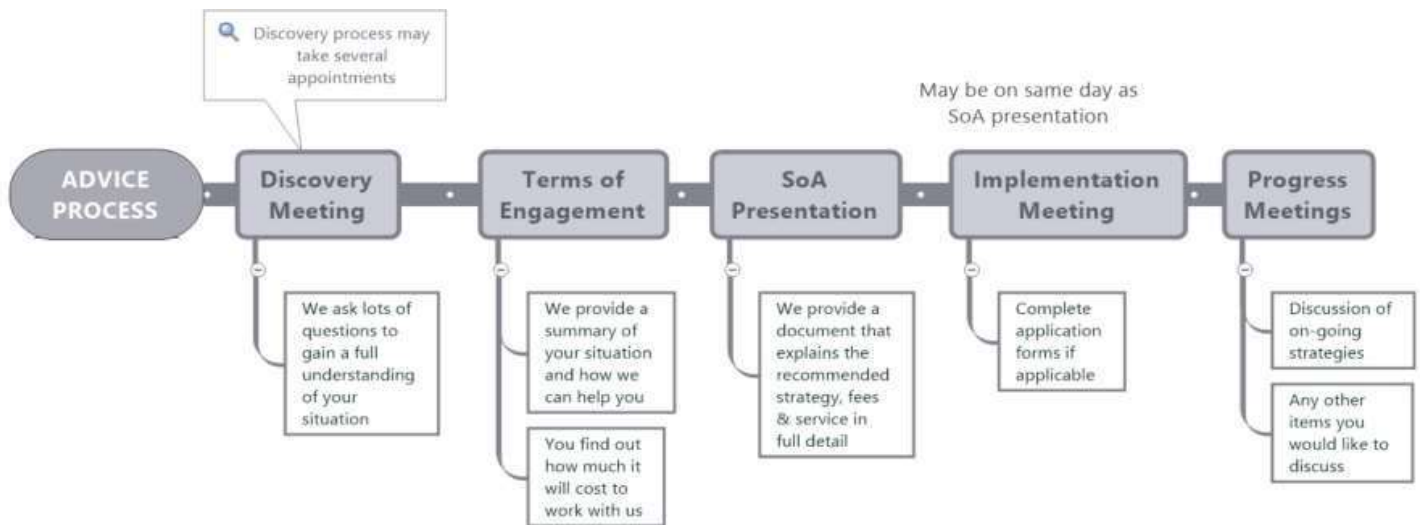 Discovery process may
take several
appointments
May be on same day as
SoA presentation
ADVICE
PROCESS
Discovery
Meeting
Terms of
Engagement
SoA
Presentation
Implementation
Meeting
Progress
Meetings
We ask lots of
questions to
gain a full
understanding
of your
situation
We provide a
summary of
your situation
and how we
can help you
You find out
how much it
will cost to
work with us
We provide a
document that
explains the
recommended
strategy, fees
& service in
full detail
Complete
application
forms if
applicable
Discussion of
on-going
strategies
Any other
items you
would like to
discuss